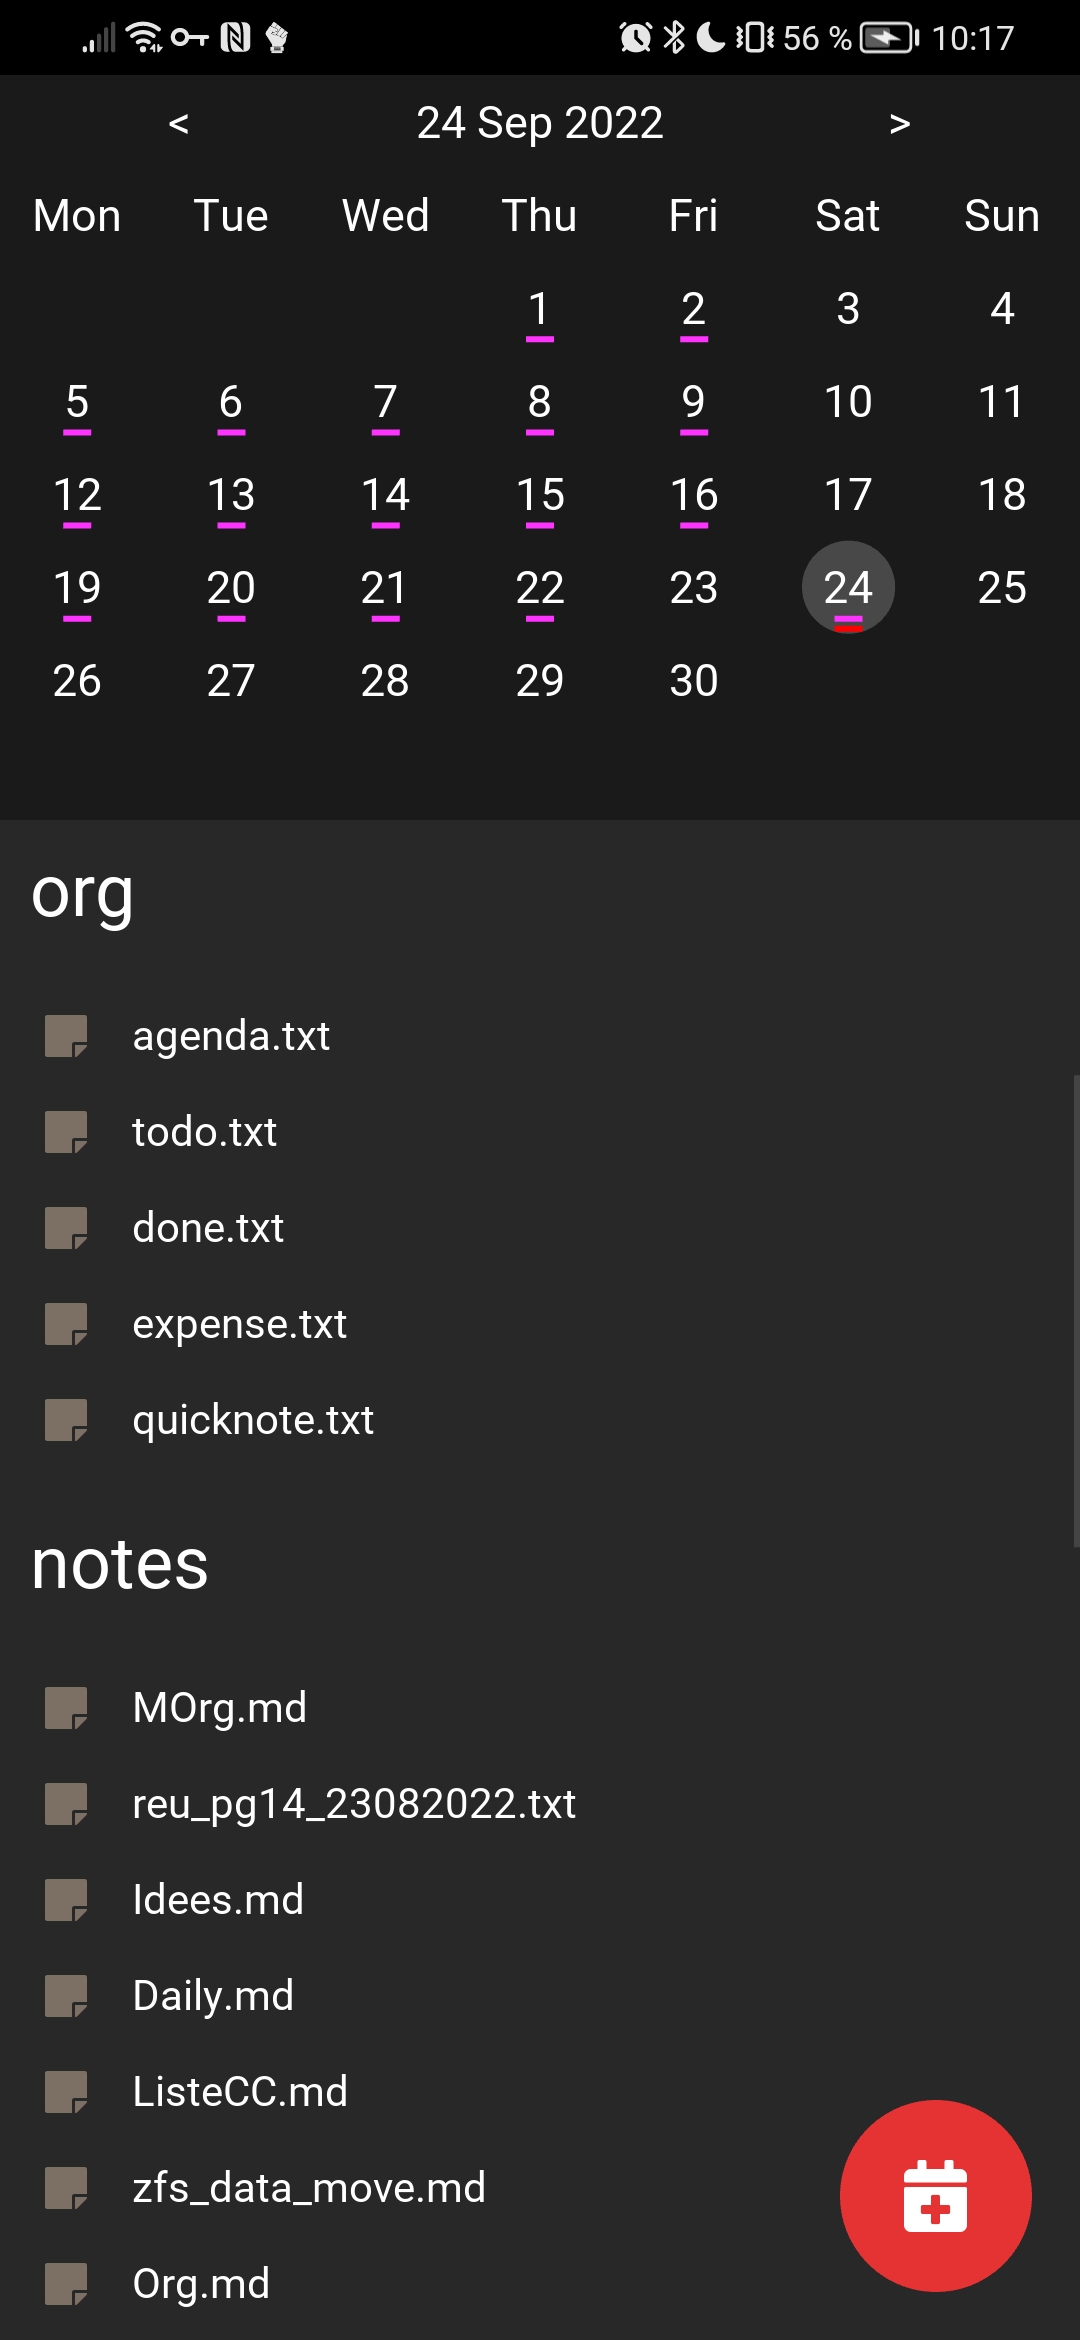 56 % 10:17
< 24 Sep 2022 >
Mon Tue Wed Thu Fri Sat Sun
1 2 3 4
5 6 7 8 9 10 11
12 13 14 15 16 17 18
19 20 21 22 23 24 25
26 27 28 29 30
org
agenda.txt
todo.txt
done.txt
expense.txt
quicknote.txt
notes
MOrg.md
reu_pg14_23082022.txt
Idees.md
Daily.md
ListeCC.md
zfs_data_move.md
Org.md